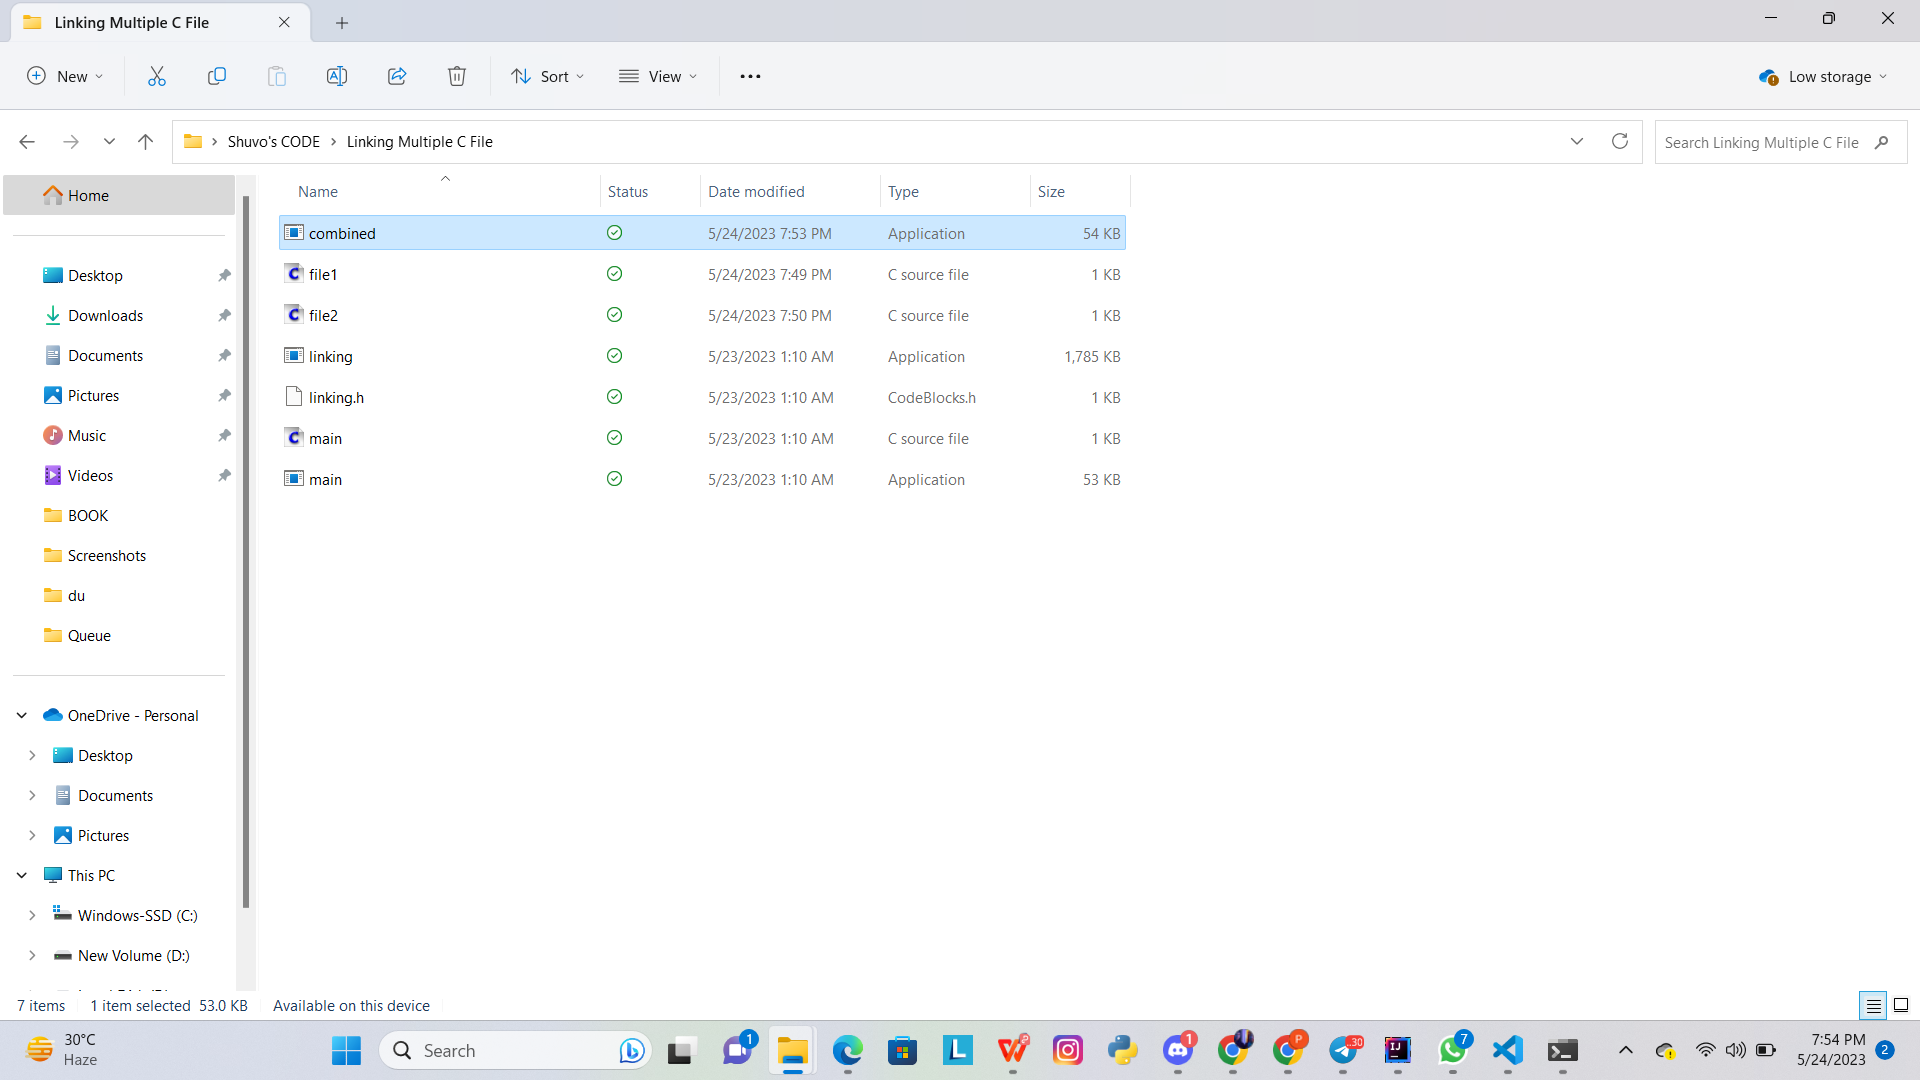 Linking Multiple C File
New
Sort
View
Low storage
Shuvo's CODE
Linking Multiple C File
Search Linking Multiple C File
Name Status Date modified Type Size
combined 5/24/2023 7:53 PM Application 54 KB
file1 5/24/2023 7:49 PM C source file 1 KB
file2 5/24/2023 7:50 PM C source file 1 KB
linking 5/23/2023 1:10 AM Application 1,785 KB
linking.h 5/23/2023 1:10 AM CodeBlocks.h 1 KB
main 5/23/2023 1:10 AM C source file 1 KB
main 5/23/2023 1:10 AM Application 53 KB
Home
Desktop
Downloads
Documents
Pictures
Music
Videos
BOOK
Screenshots
du
Queue
OneDrive - Personal
Desktop
Documents
Pictures
This PC
Windows-SSD (C:)
New Volume (D:)
7 items 1 item selected 53.0 KB Available on this device
30°C
Haze
Search
1
1
P
.30
7
7:54 PM
5/24/2023
2